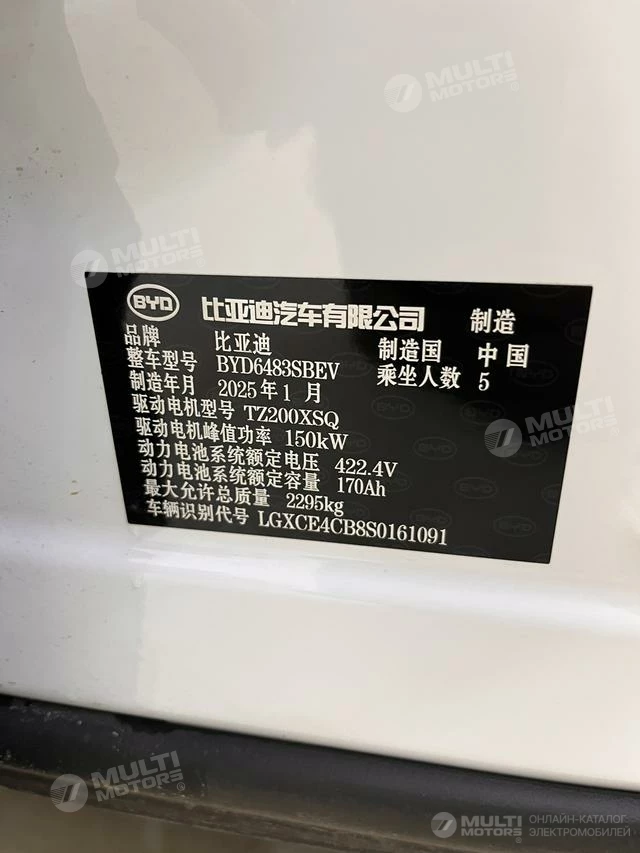 MULTI
MOTORS
MULTI
MOTORS
BYD 比亚迪汽车有限公司 制造
品牌 比亚迪 制造国 中国
整车型号 BYD6483SBEV 乘坐人数 5
制造年月 2025年1月
驱动电机型号 TZ200XSQ
驱动电机峰值功率 150kW
动力电池系统额定电压 422.4V
动力电池系统额定容量 170Ah
最大允许总质量 2295kg
车辆识别代号 LGXCE4CB8S0161091
MULTI
MOTORS
MULTI
MOTORS
MULTI
MOTORS
ОНЛАЙН-КАТАЛОГ
ЭЛЕКТРОМОБИЛЕЙ